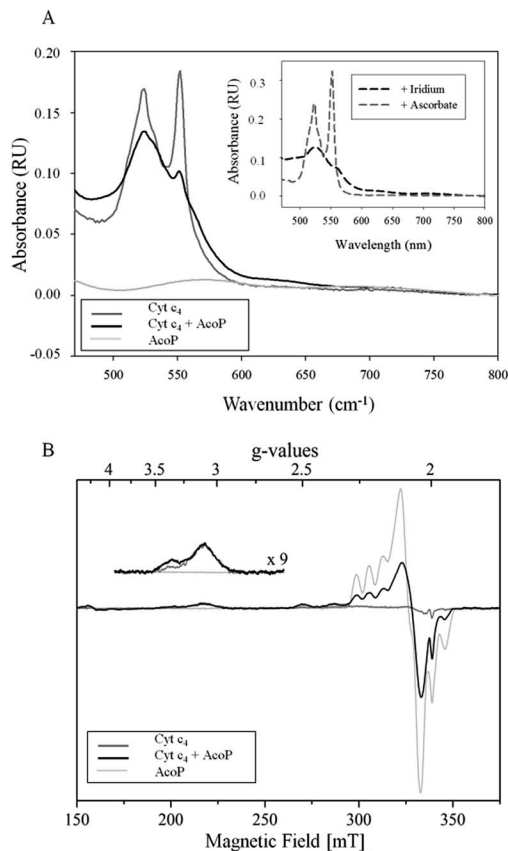 A
0.20
0.15
0.10
0.05
0.00
-0.05
Absorbance (RU)
500 550 600 650 700 750 800
Wavenumber (cm⁻¹)
Cyt c₄
Cyt c₄ + AcoP
AcoP
0.3
0.2
0.1
0.0
Absorbance (RU)
500 550 600 650 700 750 800
Wavelength (nm)
+ Iridium
+ Ascorbate
B
g-values
4 3.5 3 2.5 2
x 9
Cyt c₄
Cyt c₄ + AcoP
AcoP
150 200 250 300 350
Magnetic Field [mT]